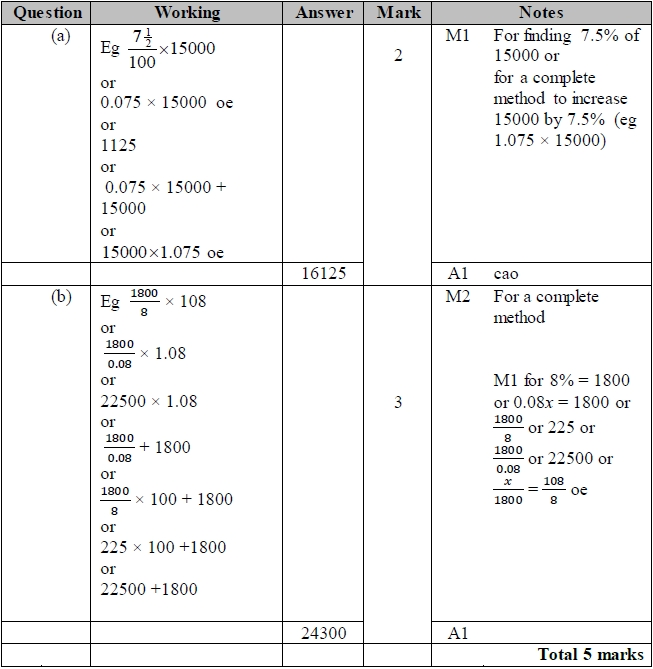 Question Working Answer Mark Notes
(a) Eg 7½/100 ×15000 2 M1 For finding 7.5% of
15000 or
or for a complete
0.075 × 15000 oe method to increase
or 15000 by 7.5% (eg
1125 1.075 × 15000)
or
0.075 × 15000 +
15000
or
15000×1.075 oe
16125 A1 cao
(b) Eg 1800/8 × 108 3 M2 For a complete
method
or
1800/0.08 × 1.08
or M1 for 8% = 1800
22500 × 1.08 or 0.08x = 1800 or
or 1800/8 or 225 or
1800/0.08 + 1800 1800/0.08 or 22500 or
or
1800/8 × 100 + 1800 x/1800 = 108/8 oe
or
225 × 100 +1800
or
22500 +1800
24300 A1
Total 5 marks